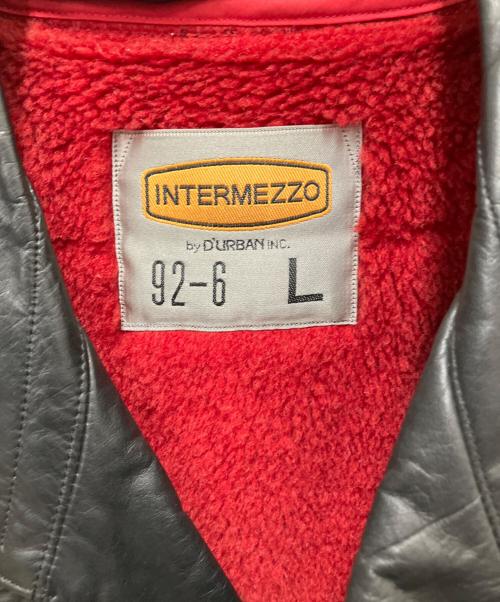 INTERMEZZO
by D'URBAN INC.
92-6 L